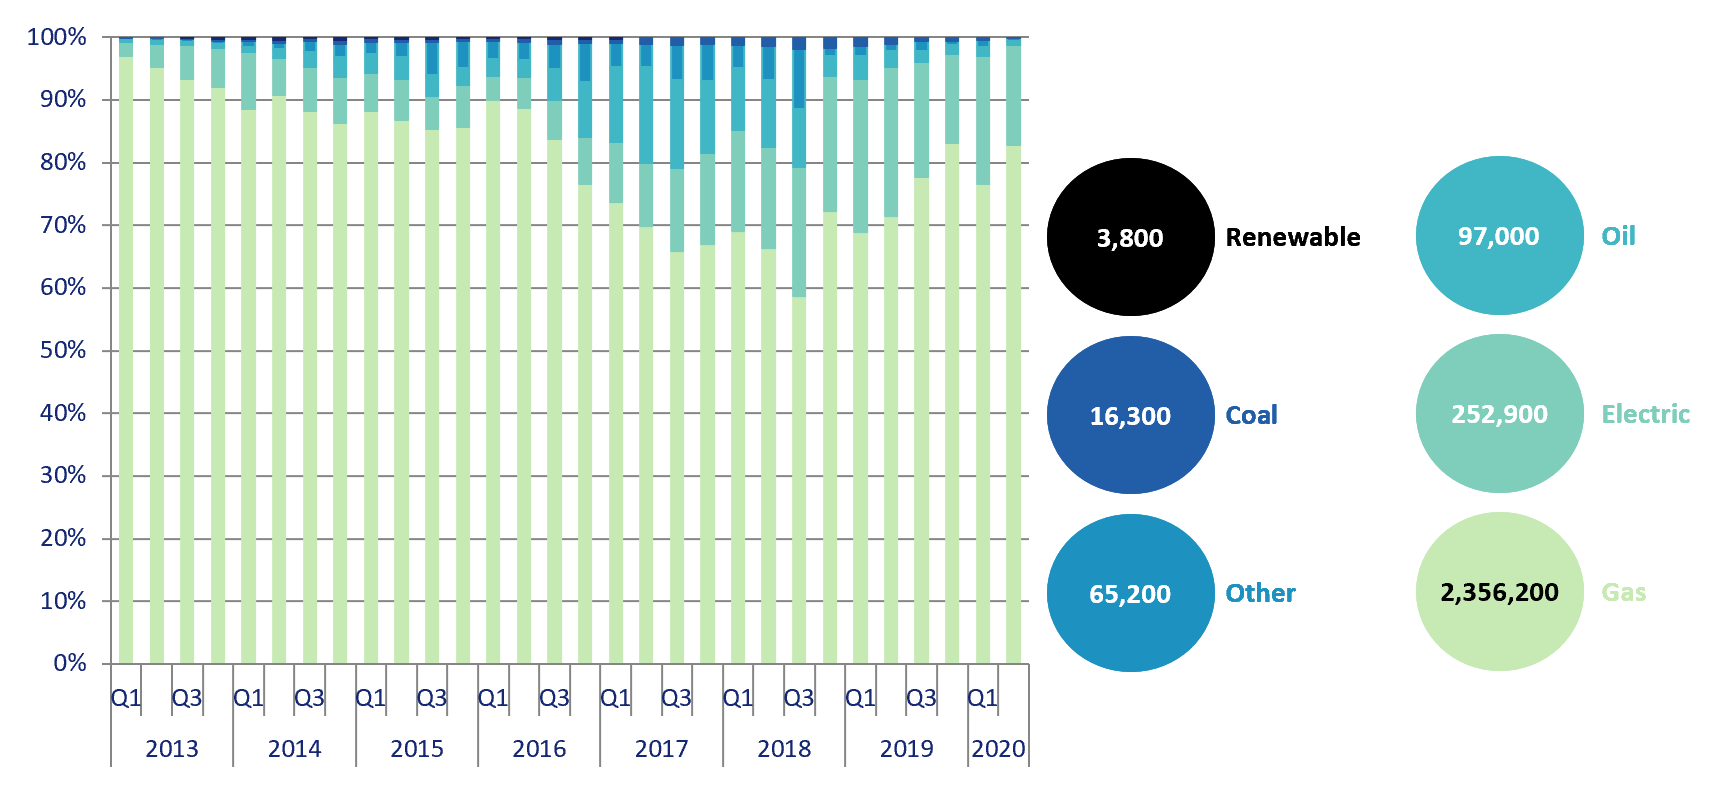 100%
90%
80%
70%
60%
50%
40%
30%
20%
10%
0%
Q1 Q3 Q1 Q3 Q1 Q3 Q1 Q3 Q1 Q3 Q1 Q3 Q1 Q3 Q1
2013 2014 2015 2016 2017 2018 2019 2020
3,800 Renewable
97,000 Oil
16,300 Coal
252,900 Electric
65,200 Other
2,356,200 Gas